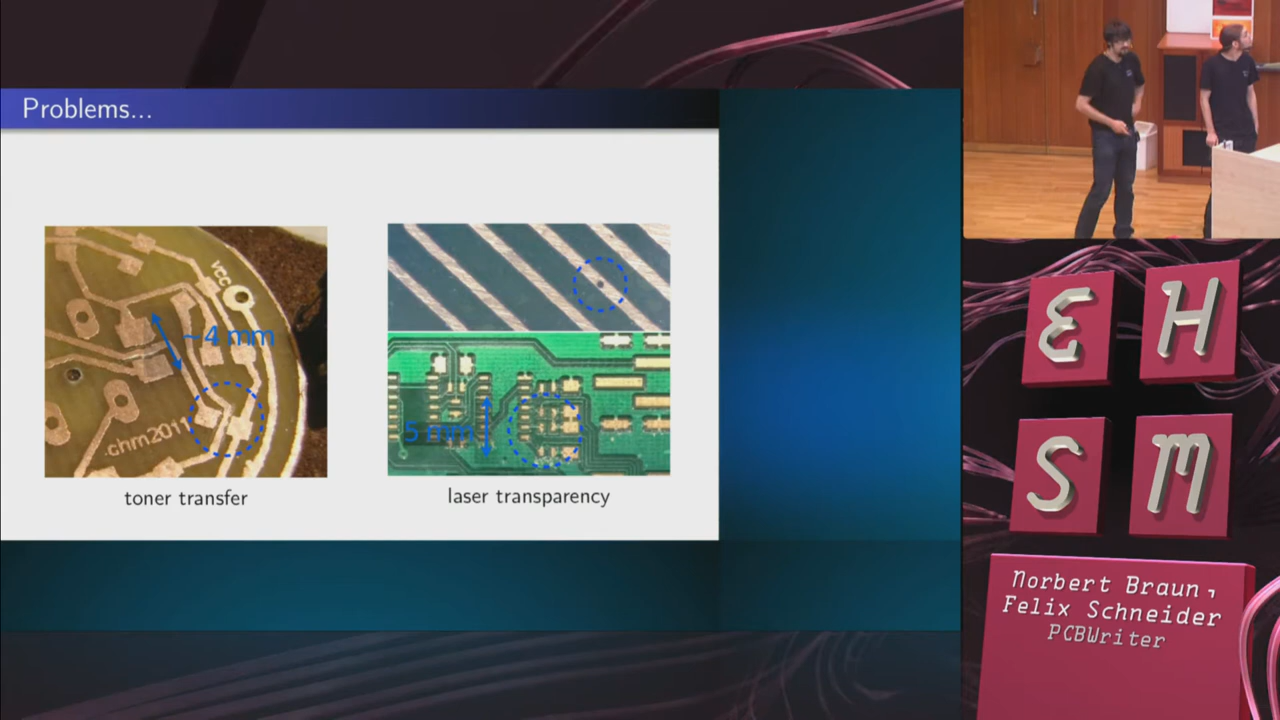 Problems...
VCC
~4 mm
.chm2011
5 mm
toner transfer
laser transparency
EH
SM
Norbert Braun,
Felix Schneider
PCBWriter